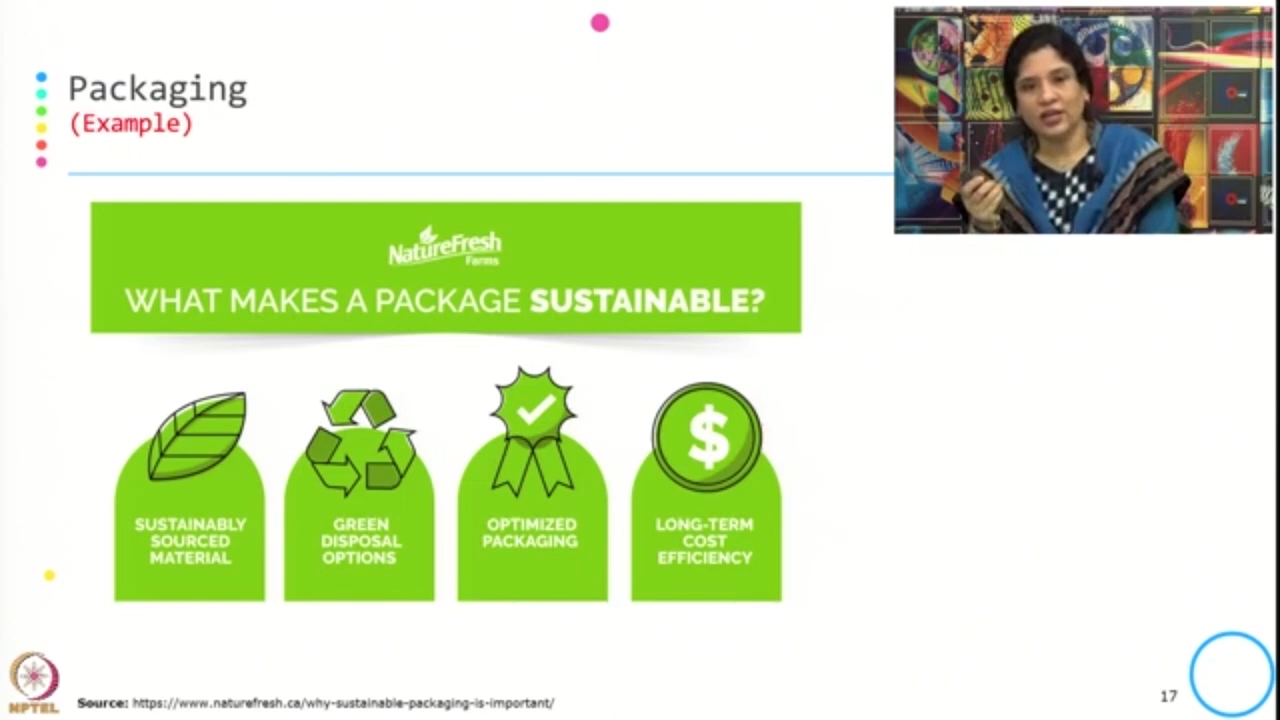 Packaging
(Example)
NatureFresh
Farms
WHAT MAKES A PACKAGE SUSTAINABLE?
$
SUSTAINABLY
SOURCED
MATERIAL
GREEN
DISPOSAL
OPTIONS
OPTIMIZED
PACKAGING
LONG-TERM
COST
EFFICIENCY
NPTEL
Source: https://www.naturefresh.ca/why-sustainable-packaging-is-important/
17